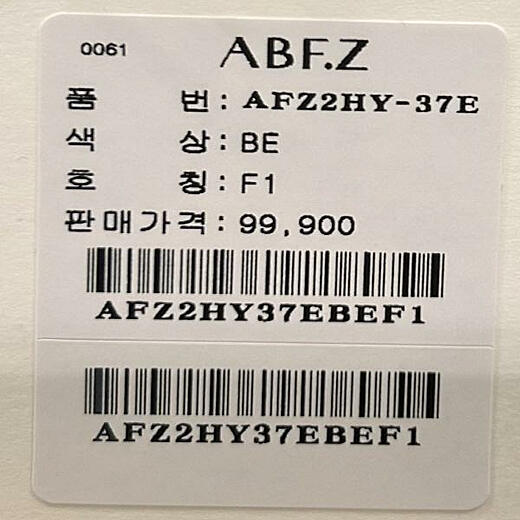 0061 ABF.Z
품 번 : AFZ2HY-37E
색 상 : BE
호 칭 : F1
판매가격 : 99,900
AFZ2HY37EBEF1
AFZ2HY37EBEF1